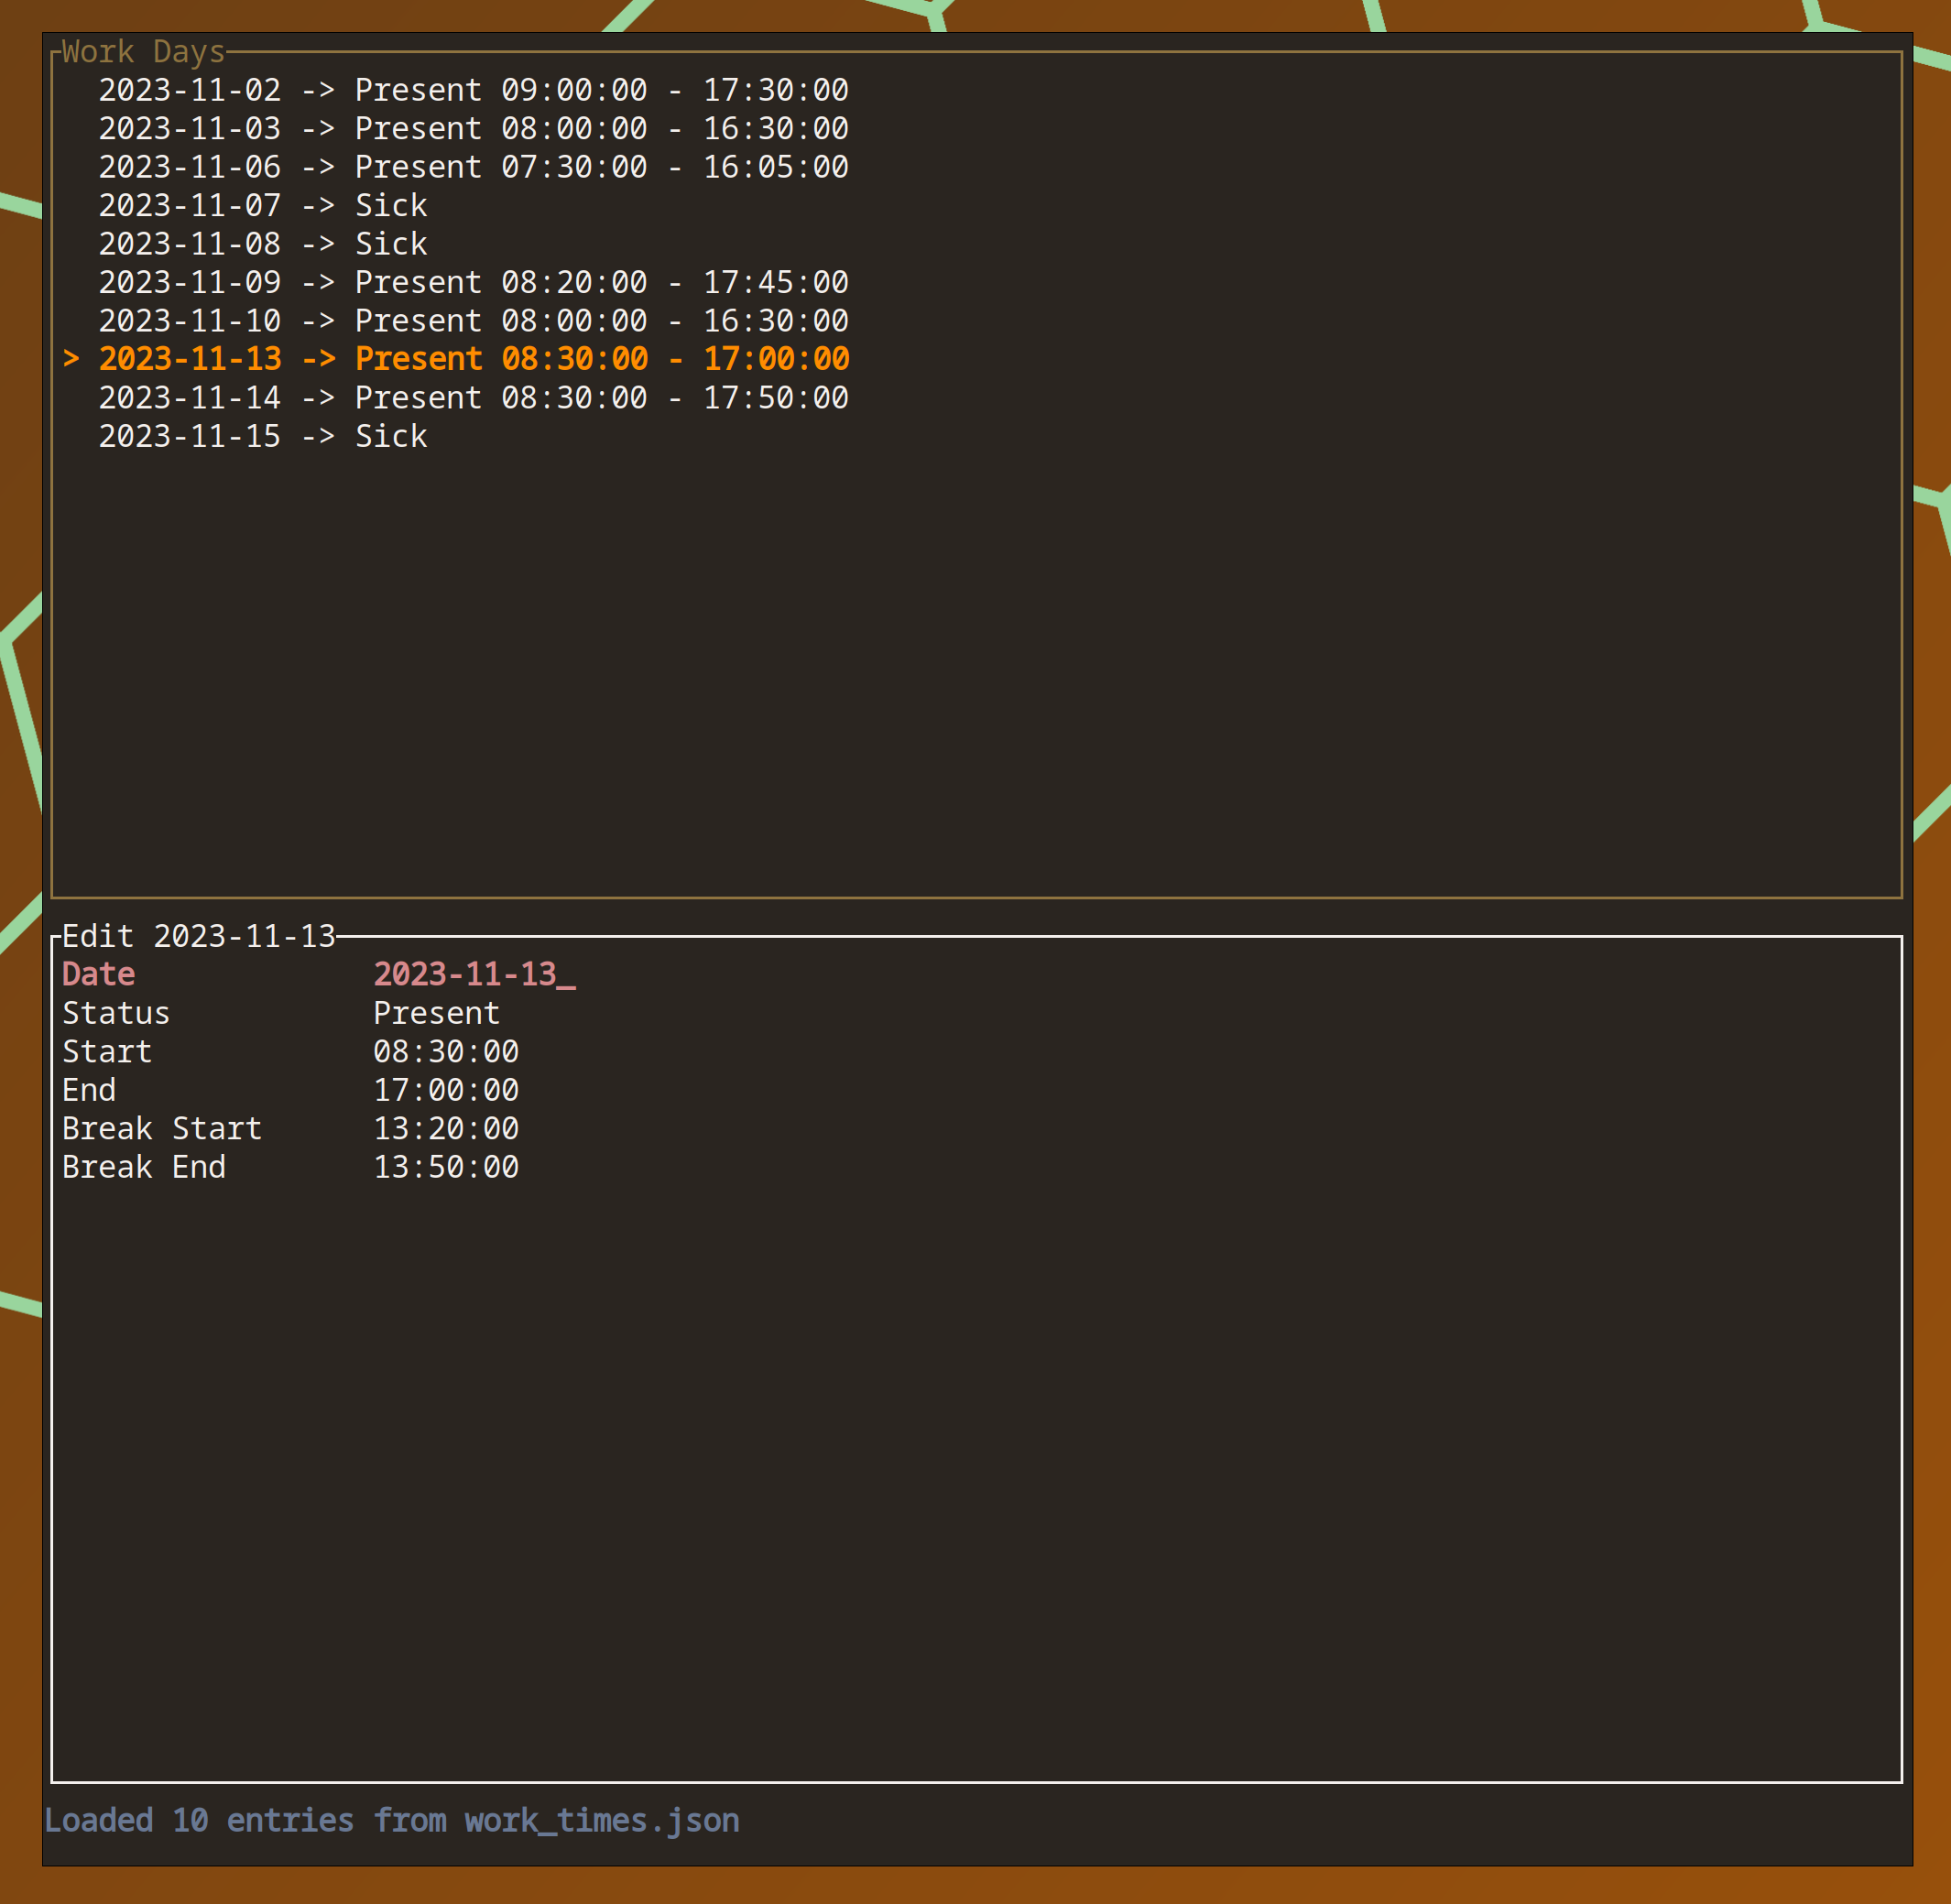 Work Days
2023-11-02 -> Present 09:00:00 - 17:30:00
2023-11-03 -> Present 08:00:00 - 16:30:00
2023-11-06 -> Present 07:30:00 - 16:05:00
2023-11-07 -> Sick
2023-11-08 -> Sick
2023-11-09 -> Present 08:20:00 - 17:45:00
2023-11-10 -> Present 08:00:00 - 16:30:00
> 2023-11-13 -> Present 08:30:00 - 17:00:00
2023-11-14 -> Present 08:30:00 - 17:50:00
2023-11-15 -> Sick
Edit 2023-11-13
Date 2023-11-13_
Status Present
Start 08:30:00
End 17:00:00
Break Start 13:20:00
Break End 13:50:00
Loaded 10 entries from work_times.json